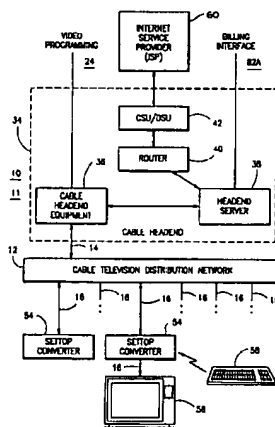 VIDEO
PROGRAMMING
24
INTERNET
SERVICE
PROVIDER
(ISP)
60
BILLING
INTERFACE
82A
34
CSU/DSU
42
ROUTER
40
10
11
36
CABLE
HEADEND
EQUIPMENT
38
HEADEND
SERVER
CABLE HEADEND
14
12
CABLE TELEVISION DISTRIBUTION NETWORK
16
16
16
16
16
16
54
SETTOP
CONVERTER
54
SETTOP
CONVERTER
16
58
56